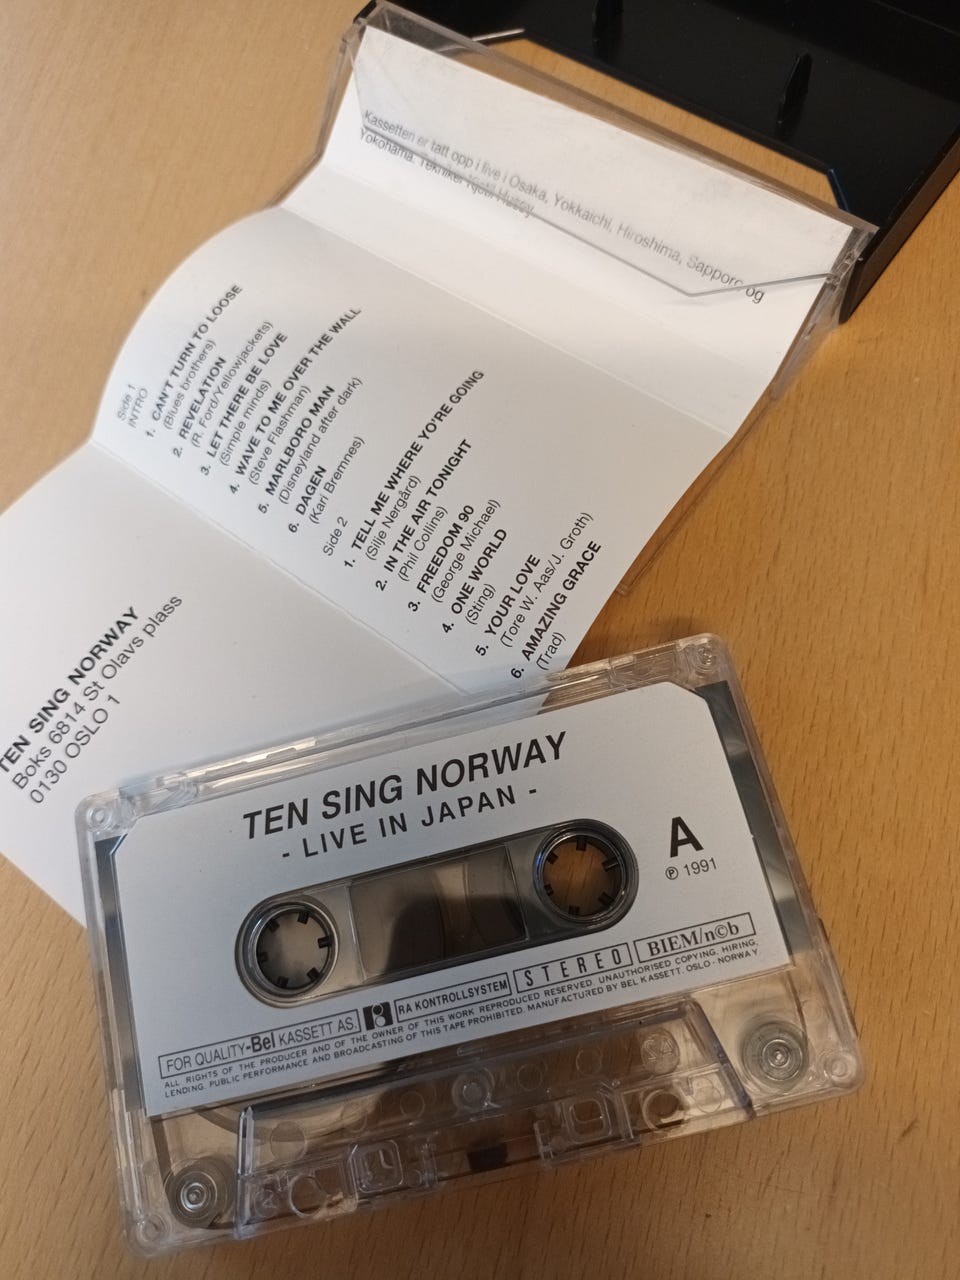 Kassetten er tatt opp i live i Osaka, Yokkaichi, Hiroshima, Sapporo og
Yokohama. Tekniker Kjetil Husøy
Side 1
INTRO
1. CAN'T TURN TO LOOSE
(Blues brothers)
2. REVELATION
(R. Ford/Yellowjackets)
3. LET THERE BE LOVE
(Simple minds)
4. WAVE TO ME OVER THE WALL
(Steve Flashman)
5. MARLBORO MAN
(Disneyland after dark)
6. DAGEN
(Kari Bremnes)
Side 2
1. TELL ME WHERE YO'RE GOING
(Silje Nergård)
2. IN THE AIR TONIGHT
(Phil Collins)
3. FREEDOM 90
(George Michael)
4. ONE WORLD
(Sting)
5. YOUR LOVE
(Tore W. Aas/J. Groth)
6. AMAZING GRACE
(Trad)
TEN SING NORWAY
Boks 6814 St Olavs plass
0130 OSLO 1
TEN SING NORWAY
- LIVE IN JAPAN -
A
℗ 1991
FOR QUALITY-Bel KASSETT AS. RA KONTROLLSYSTEM STEREO BIEM/n©b
ALL RIGHTS OF THE PRODUCER AND OF THE OWNER OF THIS WORK REPRODUCED RESERVED. UNAUTHORISED COPYING. HIRING,
LENDING. PUBLIC PERFORMANCE AND BROADCASTING OF THIS TAPE PROHIBITED. MANUFACTURED BY BEL KASSETT. OSLO - NORWAY